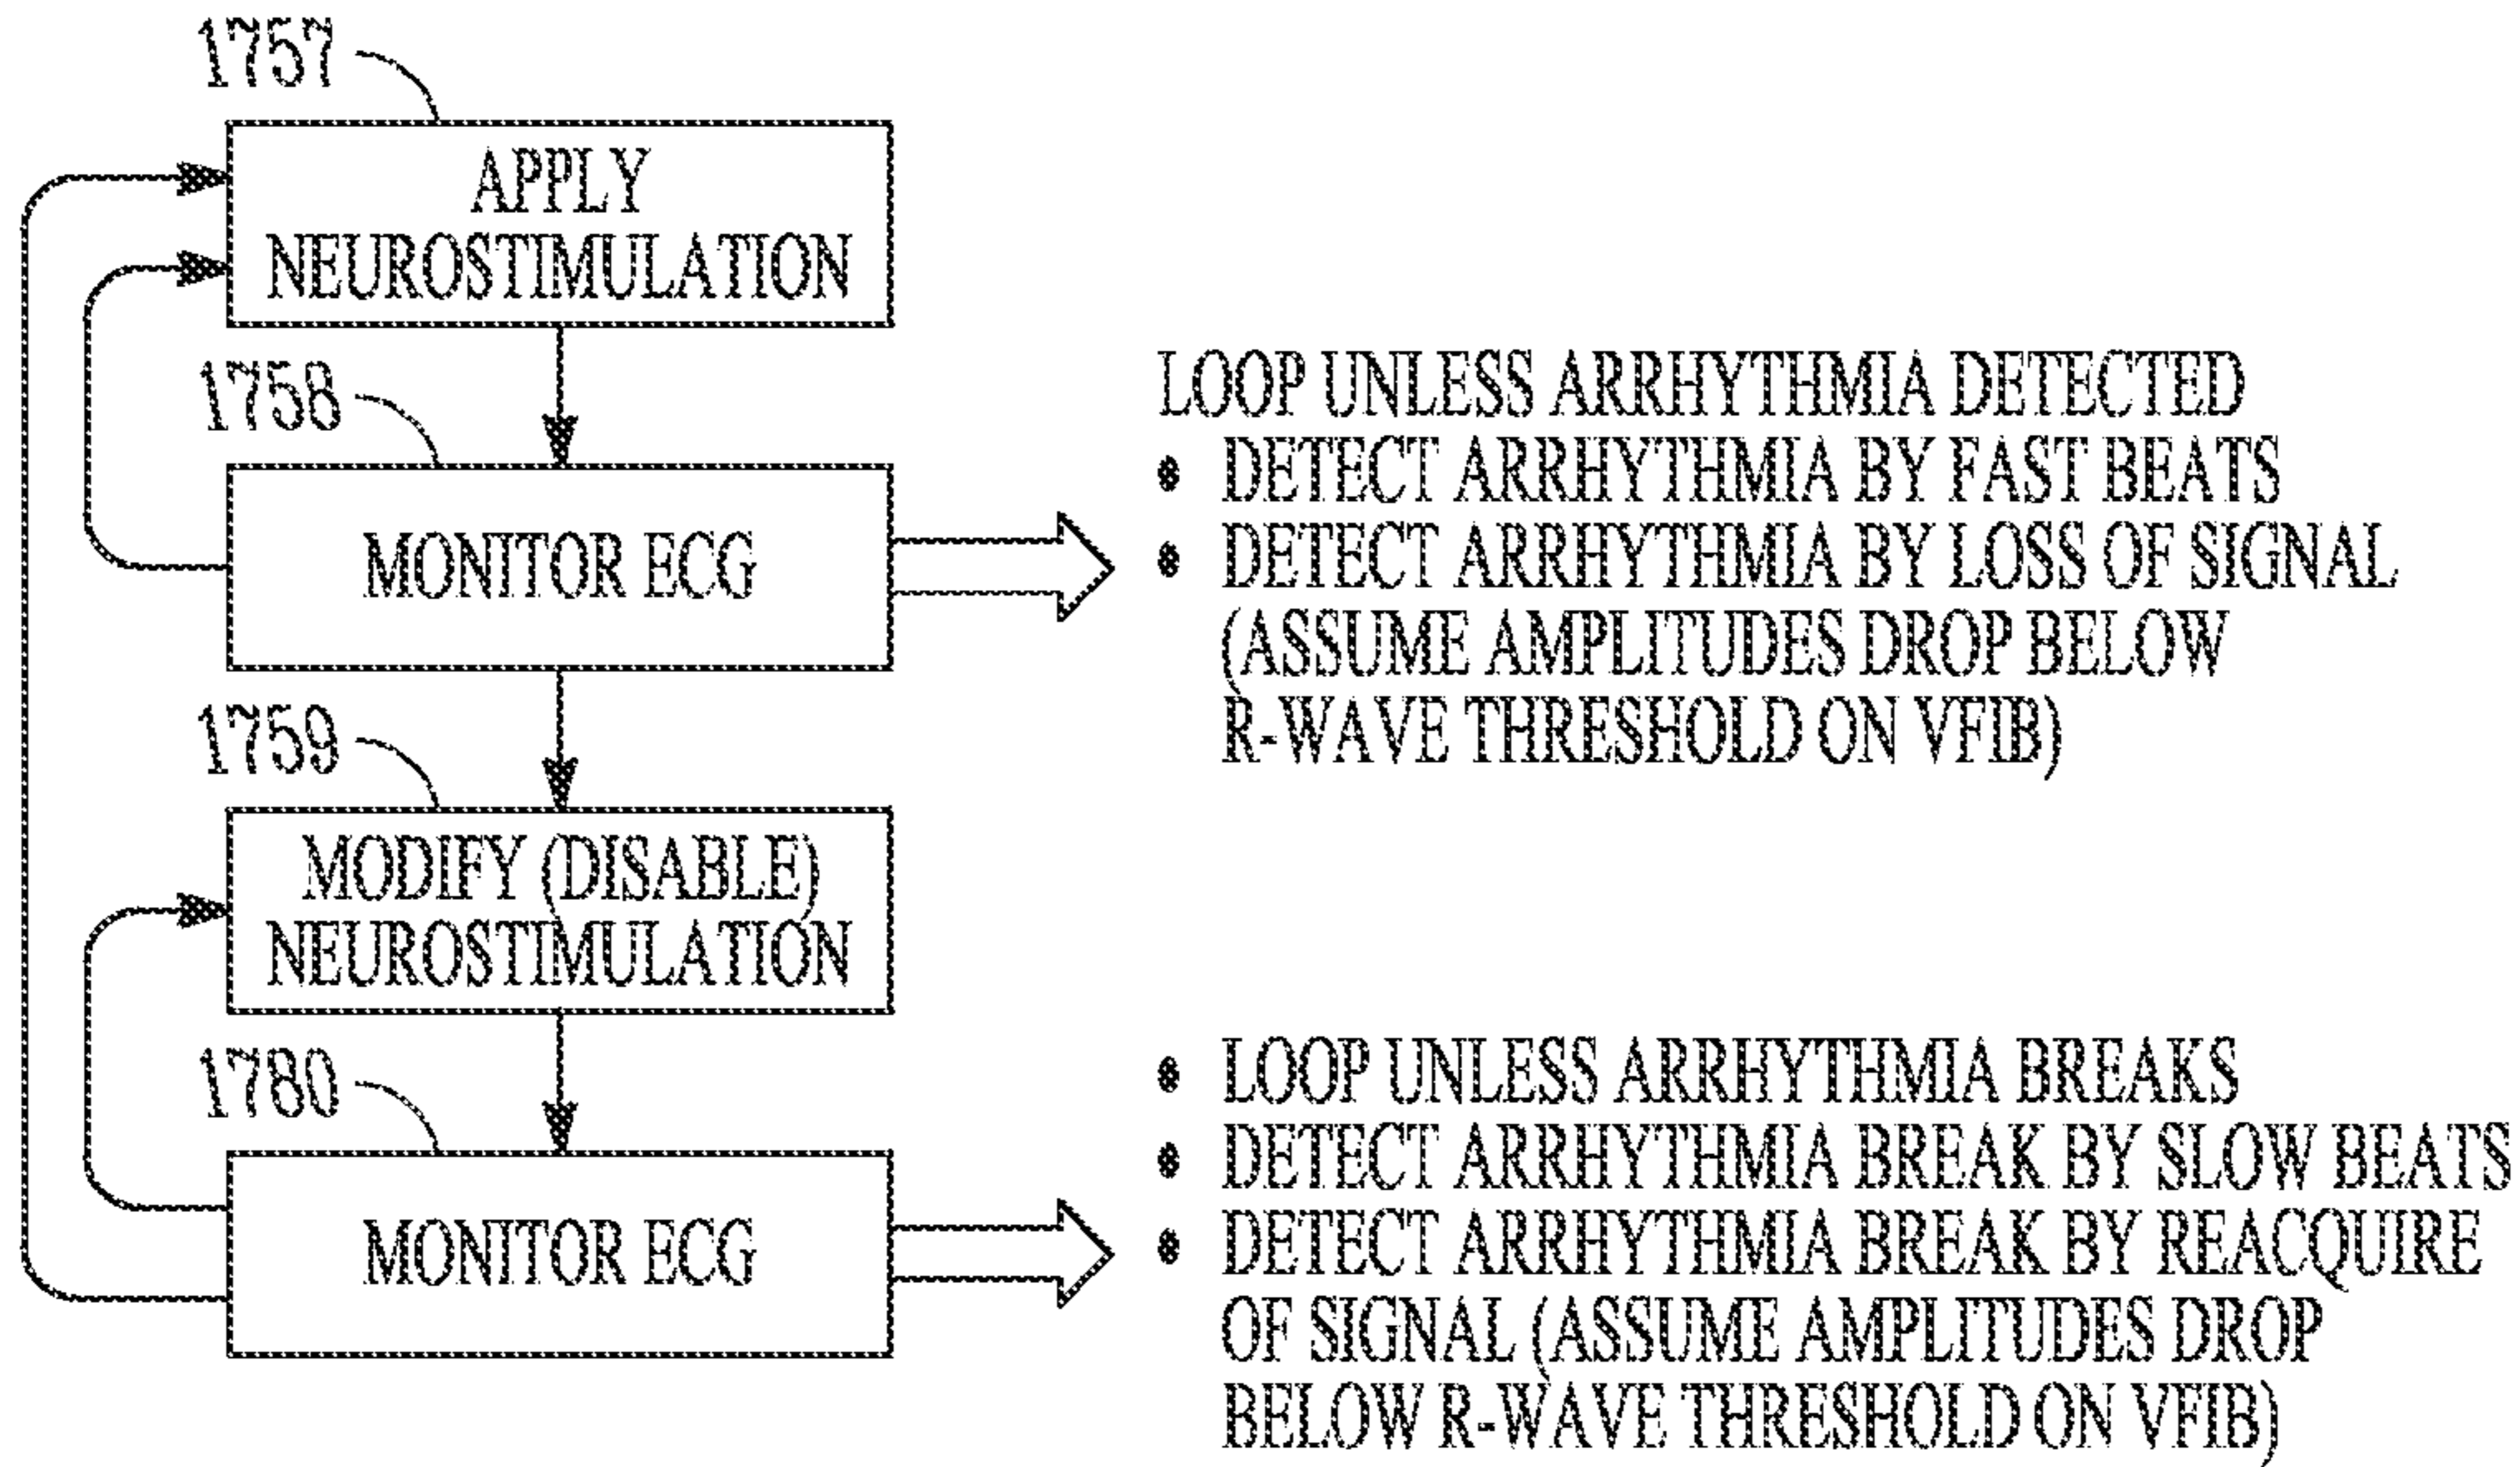 1757
APPLY
NEUROSTIMULATION
1758
MONITOR ECG
LOOP UNLESS ARRHYTHMIA DETECTED
• DETECT ARRHYTHMIA BY FAST BEATS
• DETECT ARRHYTHMIA BY LOSS OF SIGNAL
(ASSUME AMPLITUDES DROP BELOW
R-WAVE THRESHOLD ON VFIB)
1759
MODIFY (DISABLE)
NEUROSTIMULATION
1780
MONITOR ECG
• LOOP UNLESS ARRHYTHMIA BREAKS
• DETECT ARRHYTHMIA BREAK BY SLOW BEATS
• DETECT ARRHYTHMIA BREAK BY REACQUIRE
OF SIGNAL (ASSUME AMPLITUDES DROP
BELOW R-WAVE THRESHOLD ON VFIB)